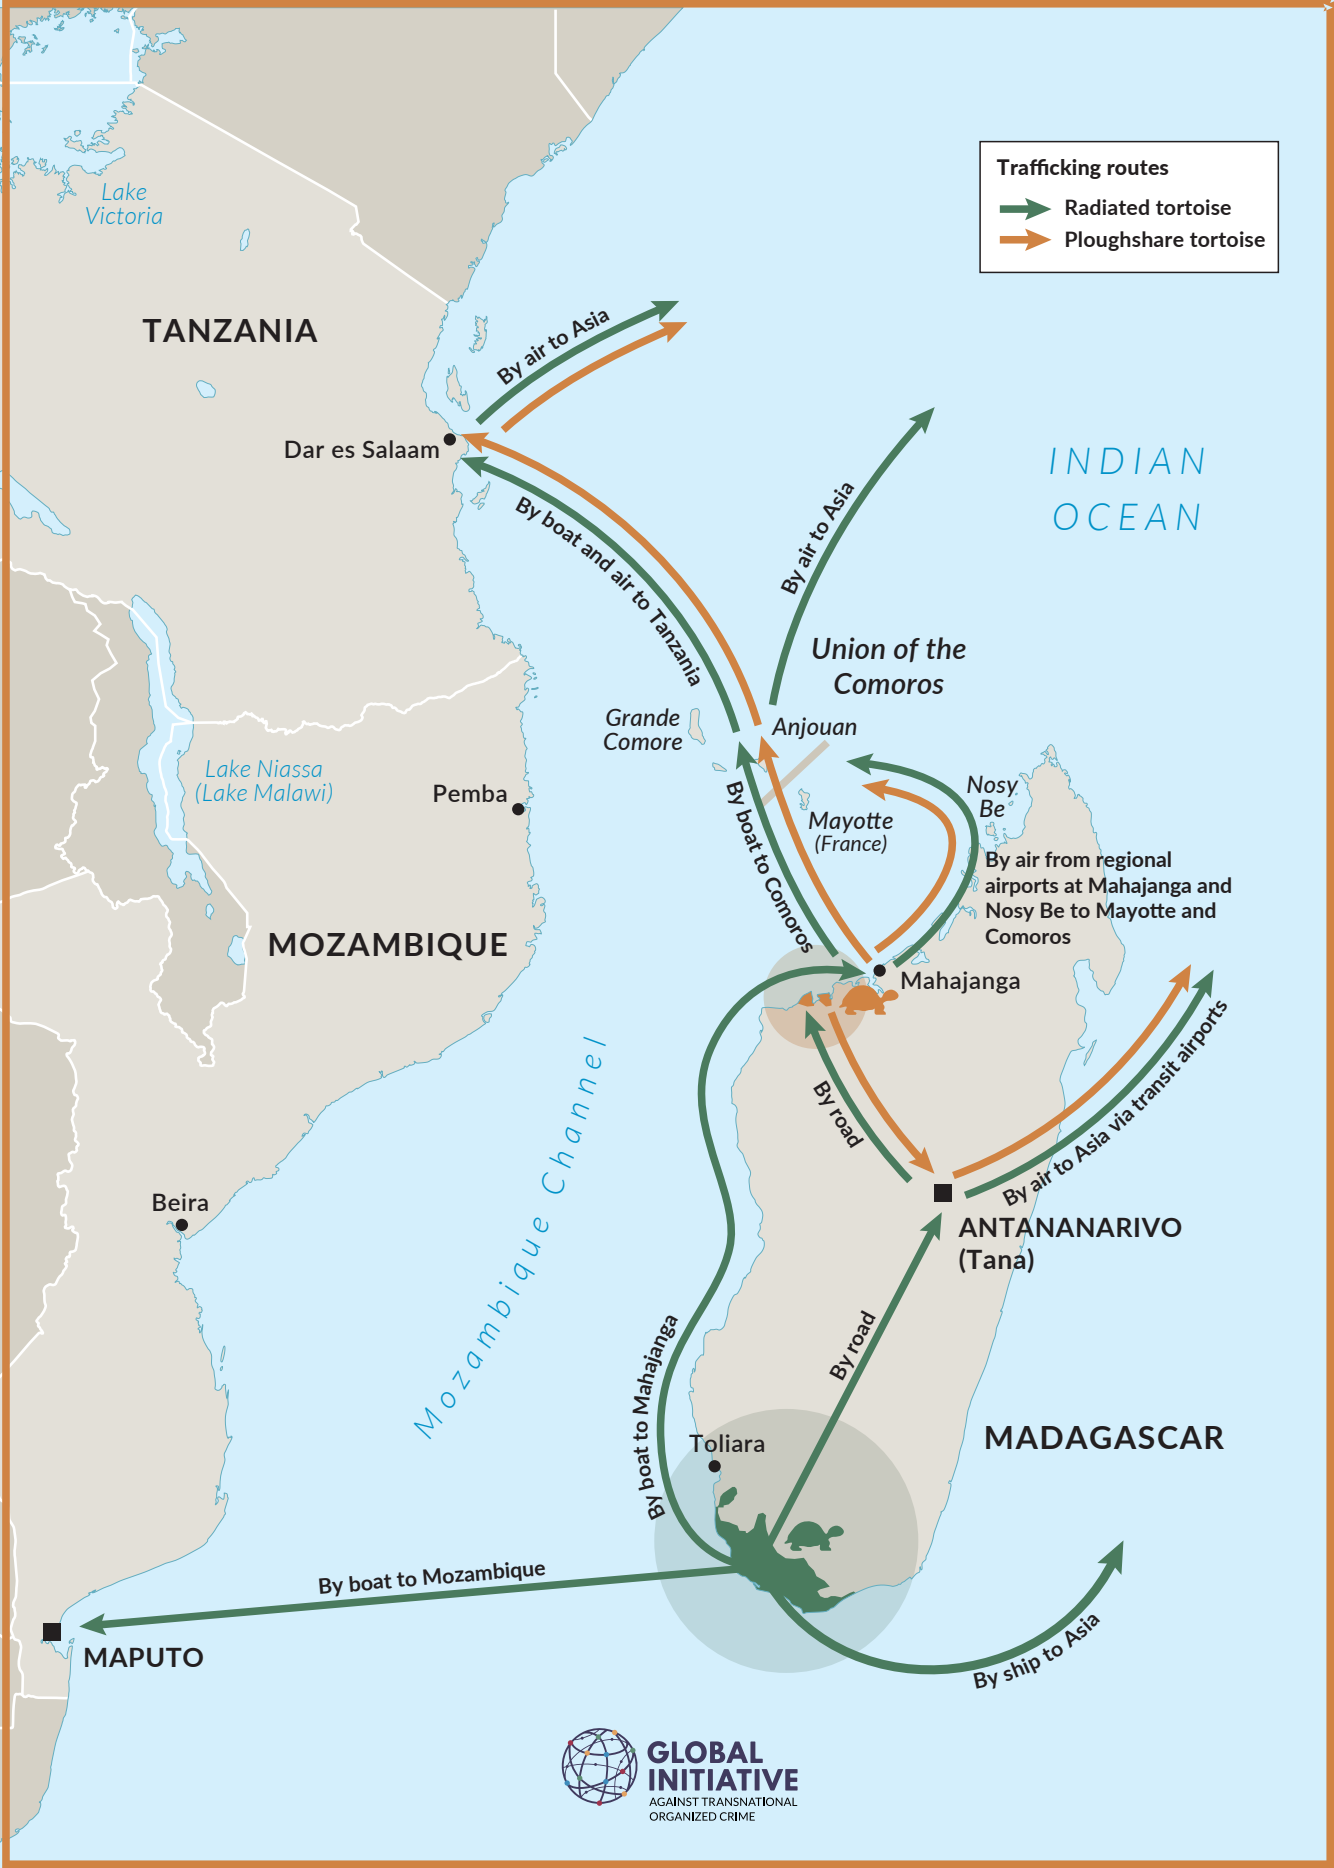 Trafficking routes
Radiated tortoise
Ploughshare tortoise
Lake
Victoria
TANZANIA
By air to Asia
Dar es Salaam
INDIAN
OCEAN
By air to Asia
By boat and air to Tanzania
Union of the
Comoros
Grande
Comore
Anjouan
Lake Niassa
(Lake Malawi)
Pemba
Nosy
Be
Mayotte
(France)
By boat to Comoros
By air from regional
airports at Mahajanga and
Nosy Be to Mayotte and
Comoros
MOZAMBIQUE
Mahajanga
Mozambique Channel
By road
By air to Asia via transit airports
Beira
ANTANANARIVO
(Tana)
By road
By boat to Mahajanga
MADAGASCAR
Toliara
By boat to Mozambique
MAPUTO
By ship to Asia
GLOBAL
INITIATIVE
AGAINST TRANSNATIONAL
ORGANIZED CRIME